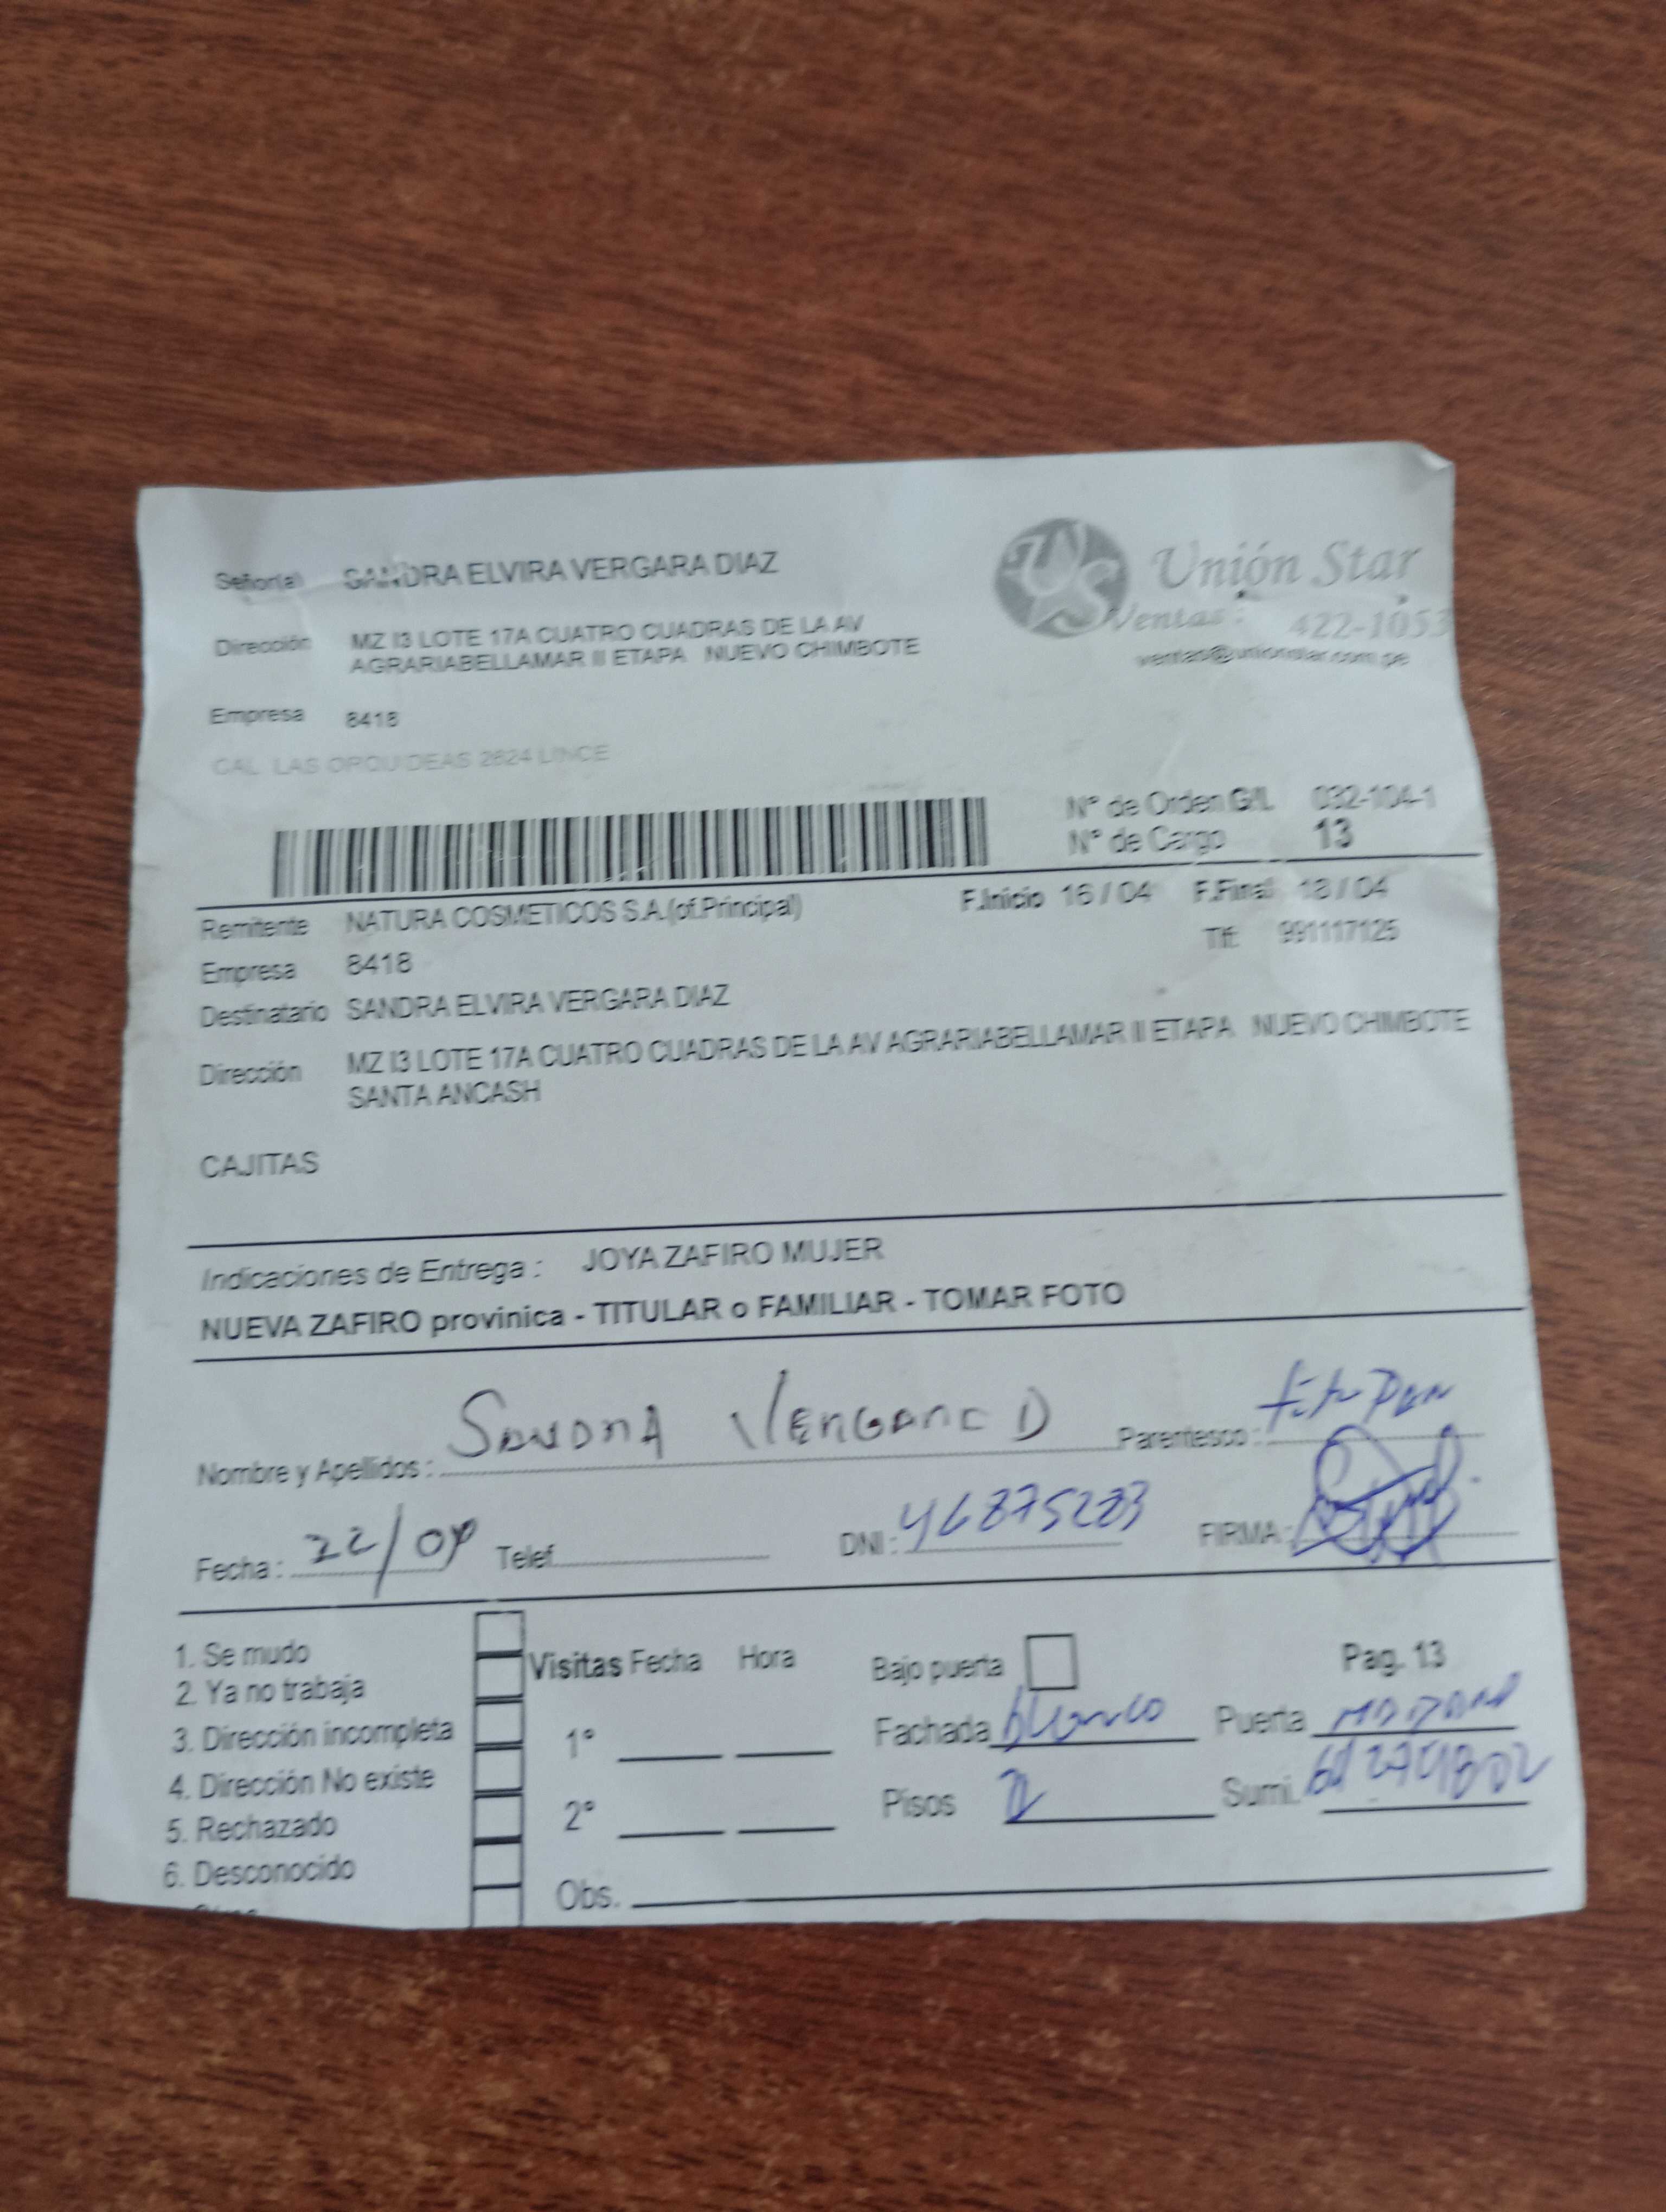 Señor(a) SANDRA ELVIRA VERGARA DIAZ
Unión Star
Ventas: 422-1053
ventas@unionstar.com.pe
Dirección MZ I3 LOTE 17A CUATRO CUADRAS DE LA AV
AGRARIABELLAMAR II ETAPA NUEVO CHIMBOTE
Empresa 8418
CAL LAS ORQUIDEAS 2624 LINCE
N° de Orden G/L 032-104-1
N° de Cargo 13
Remitente NATURA COSMETICOS S.A.(of.Principal) F.Inicio 16 / 04 F.Final 18 / 04
Empresa 8418 Tlf: 991117125
Destinatario SANDRA ELVIRA VERGARA DIAZ
Dirección MZ I3 LOTE 17A CUATRO CUADRAS DE LA AV AGRARIABELLAMAR II ETAPA NUEVO CHIMBOTE
SANTA ANCASH
CAJITAS
Indicaciones de Entrega : JOYA ZAFIRO MUJER
NUEVA ZAFIRO provinica - TITULAR o FAMILIAR - TOMAR FOTO
Nombre y Apellidos : SANDRA VERGARA D Parentesco :
Fecha : 22/04 Telef. DNI : 46875283 FIRMA :
1. Se mudo
2. Ya no trabaja
3. Dirección incompleta
4. Dirección No existe
5. Rechazado
6. Desconocido
Visitas Fecha Hora
1°
2°
Obs.
Bajo puerta Pag. 13
Fachada blanco Puerta
Pisos 2 Sumi.